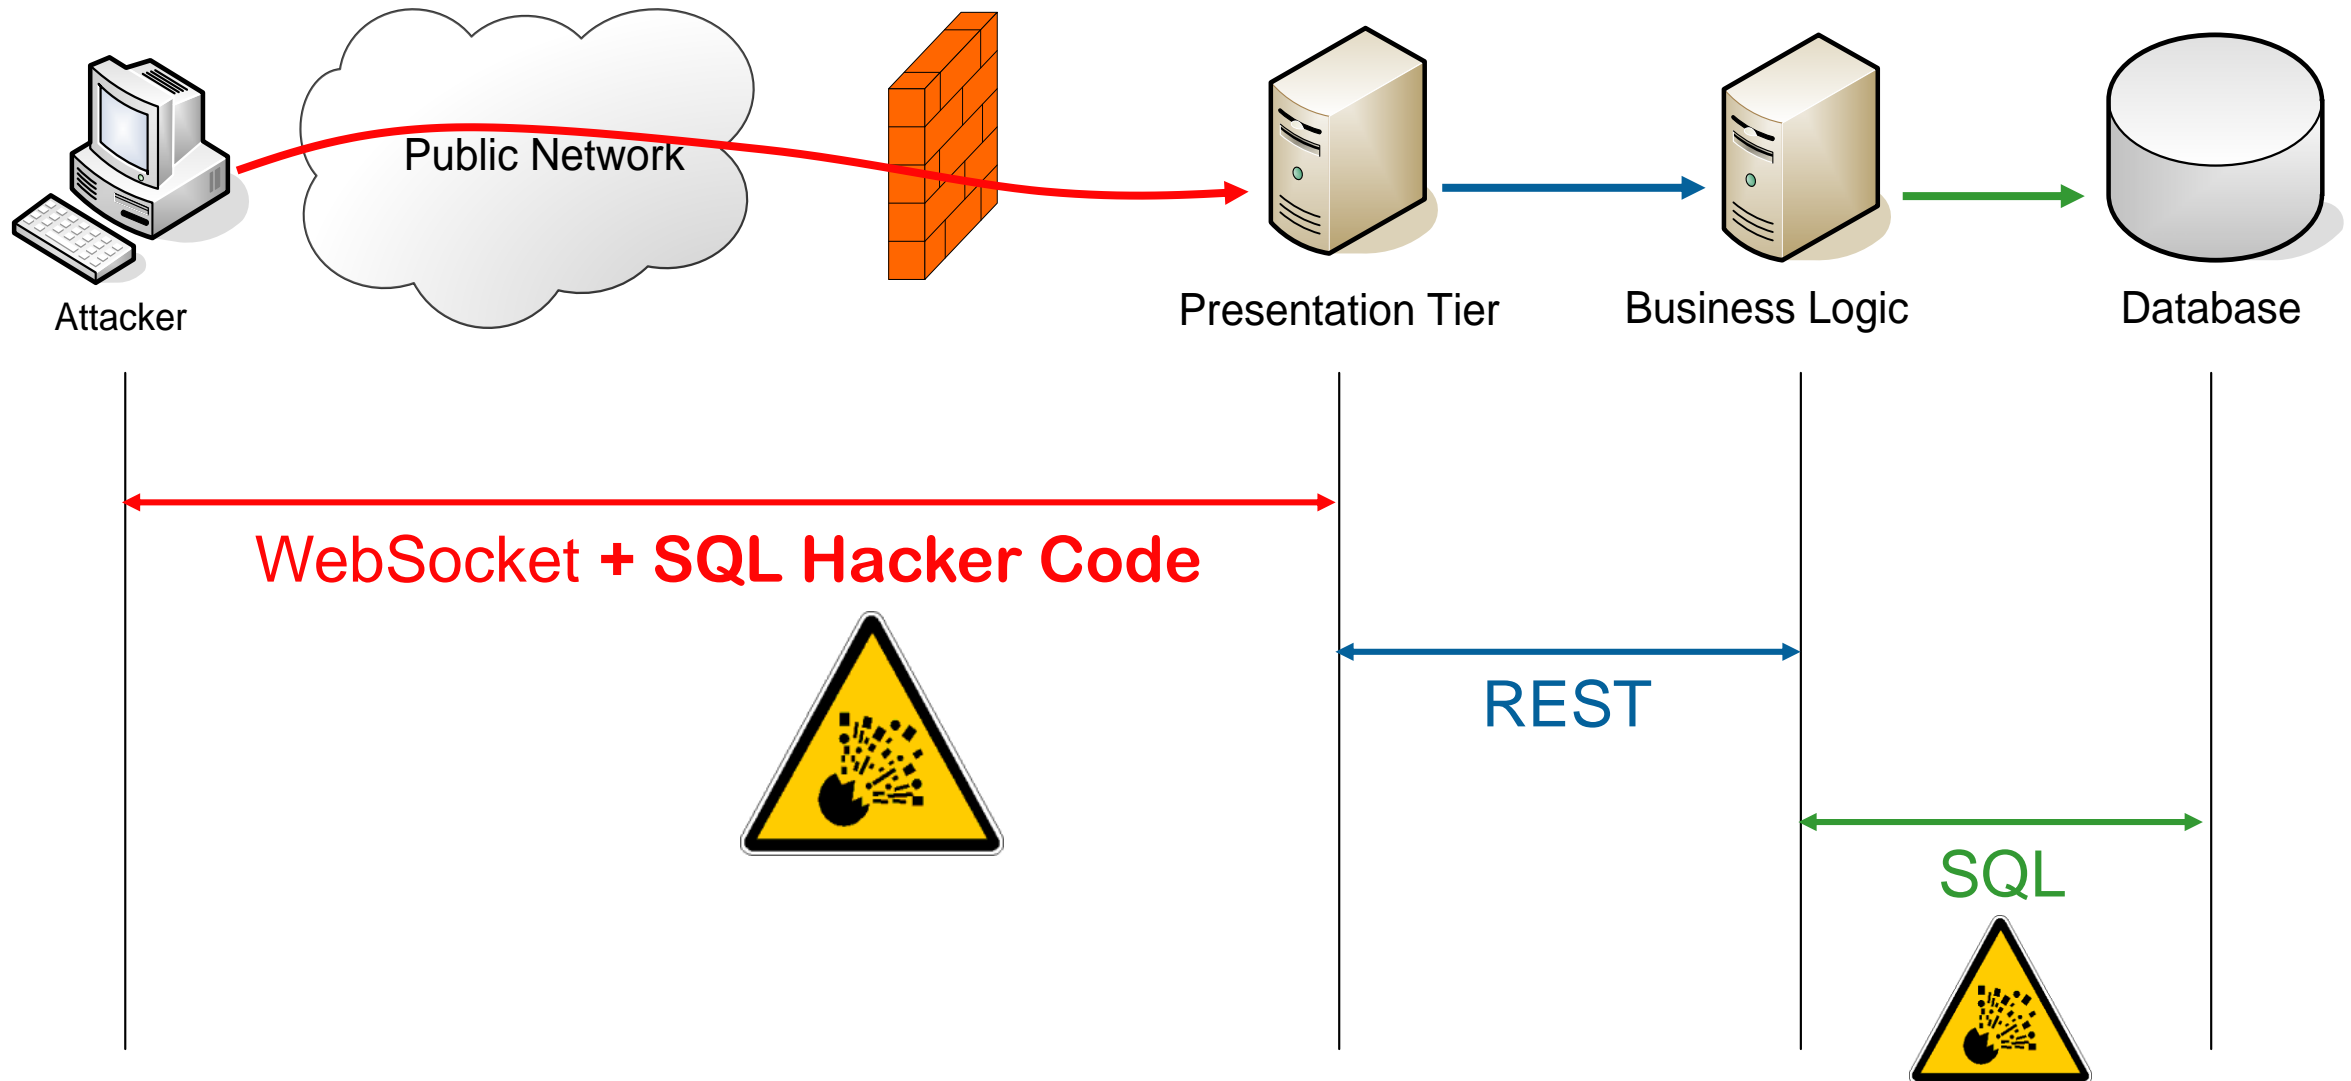 Public Network
Attacker
Presentation Tier
Business Logic
Database
WebSocket + SQL Hacker Code
REST
SQL